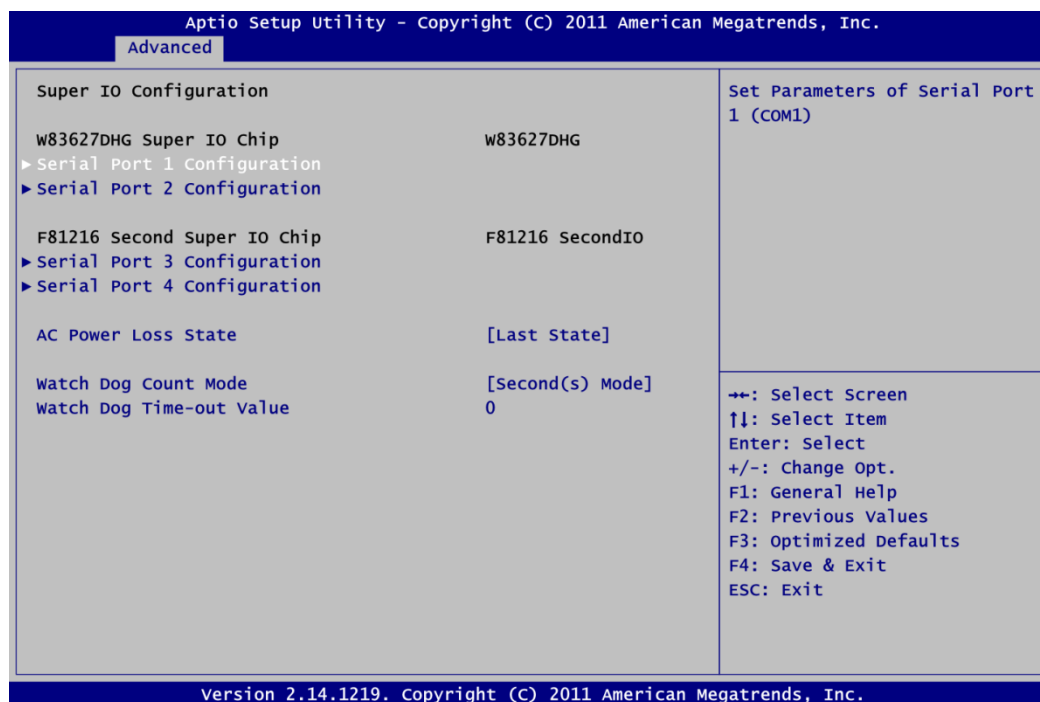 Aptio Setup Utility - Copyright (C) 2011 American Megatrends, Inc.
Advanced
Super IO Configuration
W83627DHG Super IO Chip W83627DHG
▶ Serial Port 1 Configuration
▶ Serial Port 2 Configuration
F81216 Second Super IO Chip F81216 SecondIO
▶ Serial Port 3 Configuration
▶ Serial Port 4 Configuration
AC Power Loss State [Last State]
Watch Dog Count Mode [Second(s) Mode]
Watch Dog Time-out Value 0
Set Parameters of Serial Port
1 (COM1)
→←: Select Screen
↑↓: Select Item
Enter: Select
+/-: Change Opt.
F1: General Help
F2: Previous Values
F3: Optimized Defaults
F4: Save & Exit
ESC: Exit
Version 2.14.1219. Copyright (C) 2011 American Megatrends, Inc.